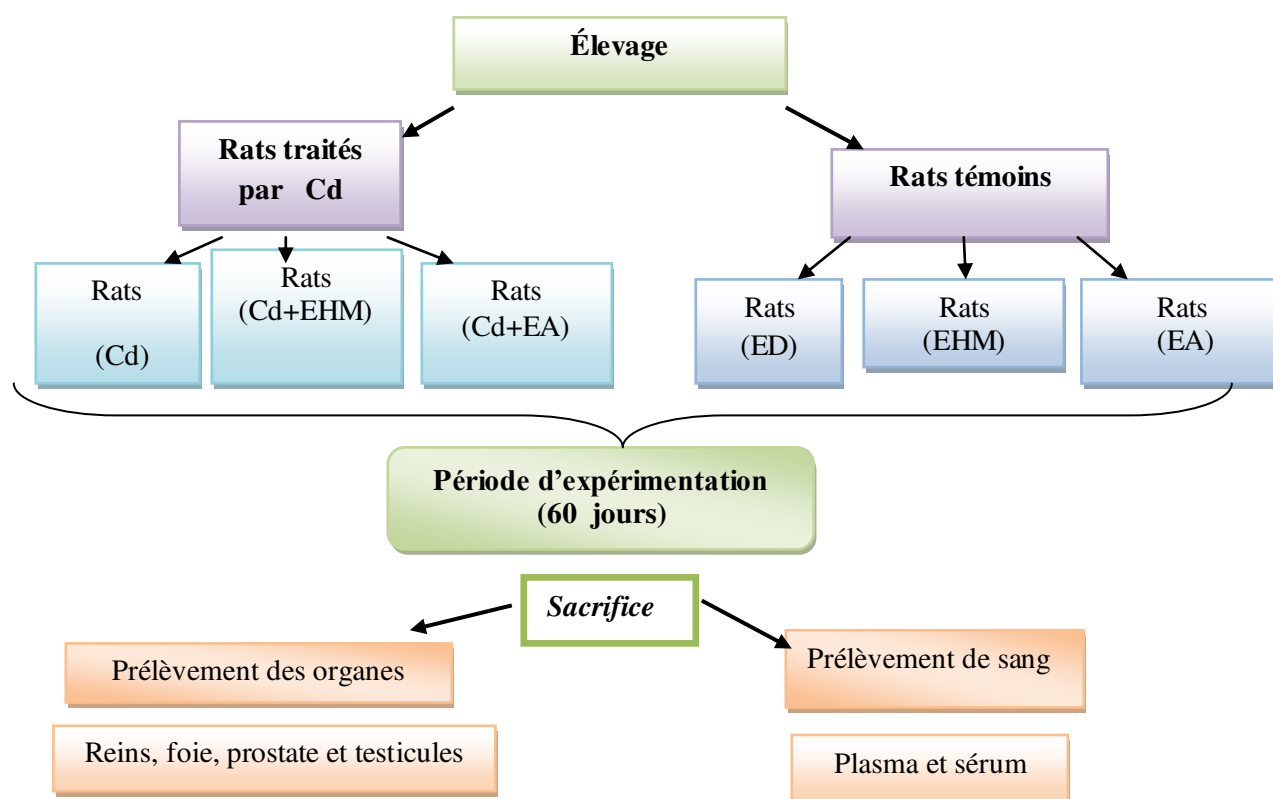 Élevage
Rats traités
par Cd
Rats témoins
Rats
(Cd)
Rats
(Cd+EHM)
Rats
(Cd+EA)
Rats
(ED)
Rats
(EHM)
Rats
(EA)
Période d'expérimentation
(60 jours)
Sacrifice
Prélèvement des organes
Prélèvement de sang
Reins, foie, prostate et testicules
Plasma et sérum